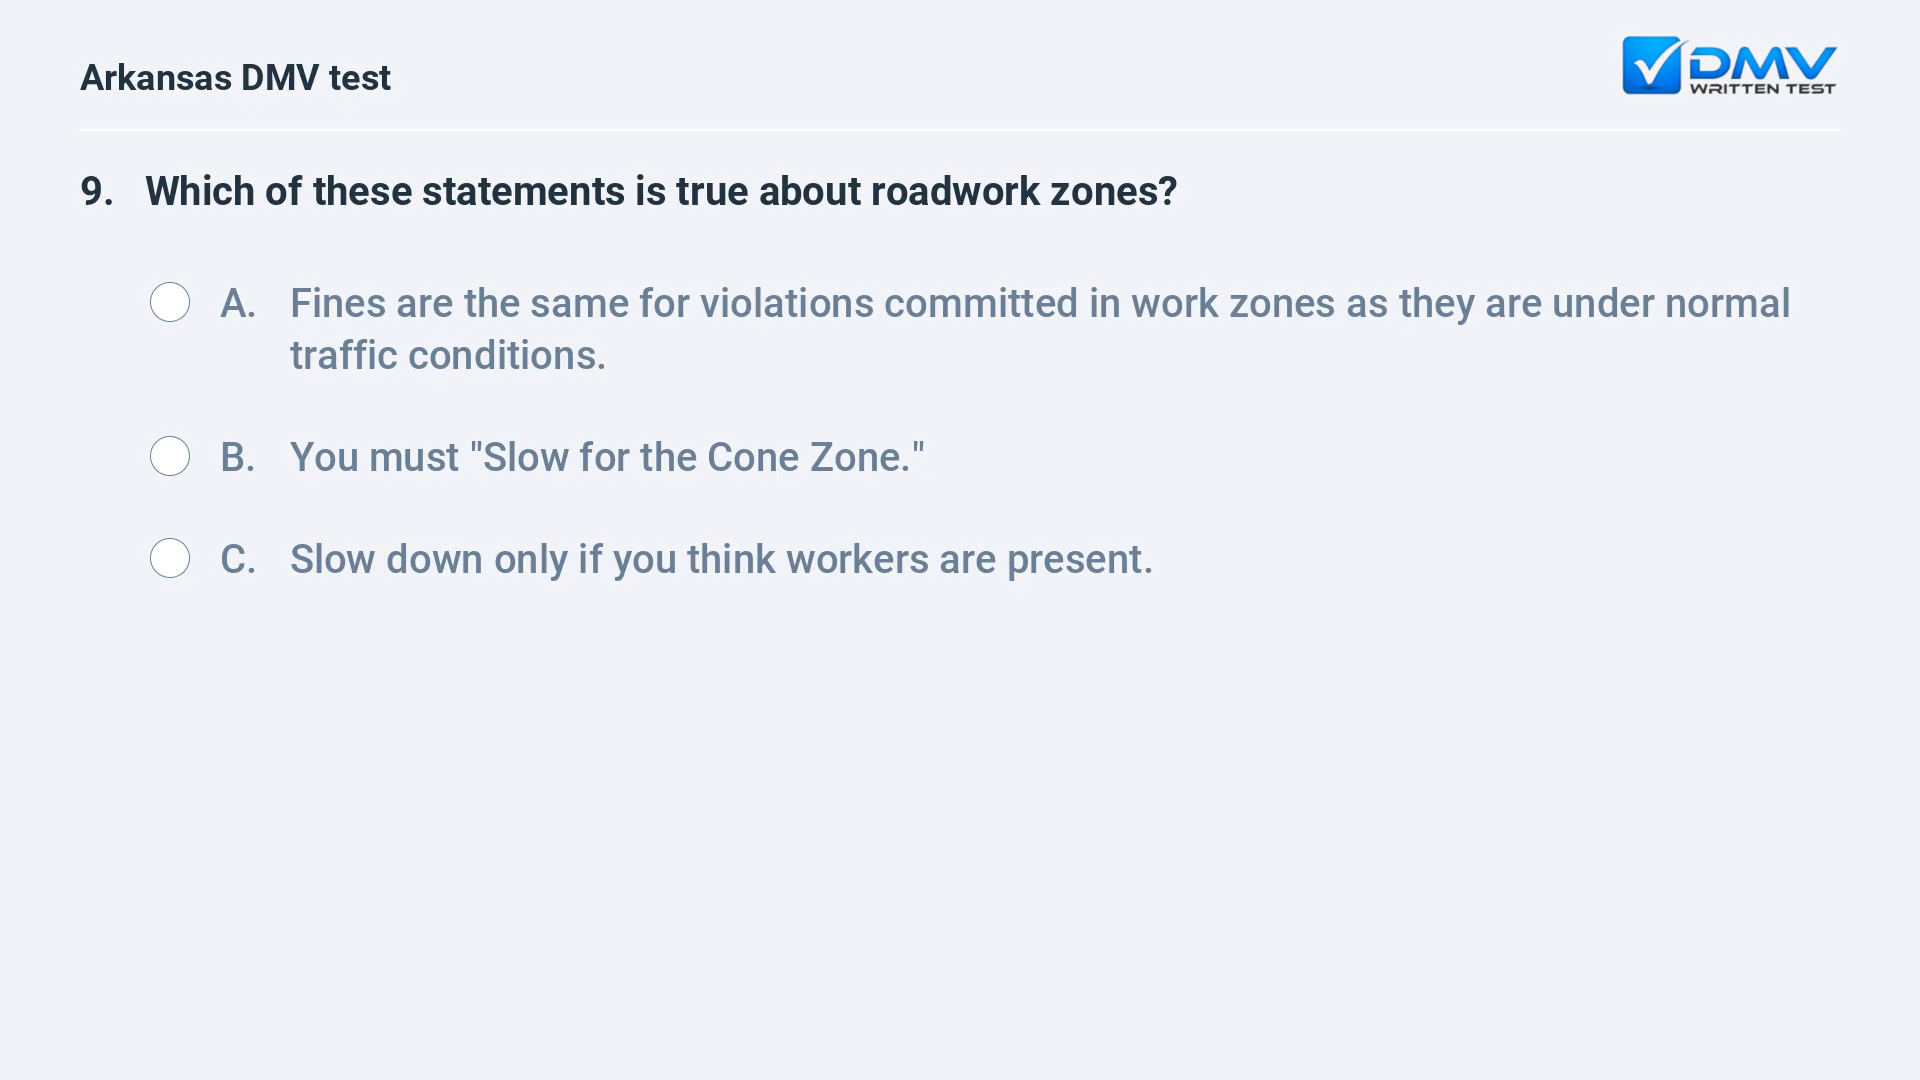 Arkansas DMV test
DMV
WRITTEN TEST
9. Which of these statements is true about roadwork zones?
A. Fines are the same for violations committed in work zones as they are under normal
traffic conditions.
B. You must "Slow for the Cone Zone."
C. Slow down only if you think workers are present.